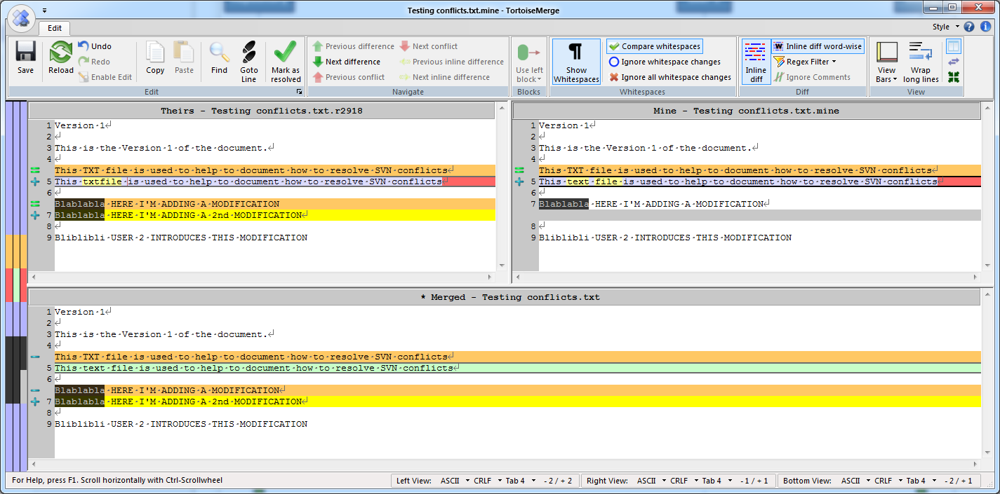 Testing conflicts.txt.mine - TortoiseMerge
Edit
Style
Save
Reload
Undo
Redo
Enable Edit
Copy
Paste
Find
Goto Line
Mark as resolved
Edit
Previous difference
Next difference
Previous conflict
Next conflict
Previous inline difference
Next inline difference
Navigate
Use left block
Blocks
Show Whitespaces
Compare whitespaces
Ignore whitespace changes
Ignore all whitespace changes
Whitespaces
Inline diff
Inline diff word-wise
Regex Filter
Ignore Comments
Diff
View Bars
Wrap long lines
View
Theirs - Testing conflicts.txt.r2918
1 Version·1↵
2 ↵
3 This·is·the·Version·1·of·the·document.↵
4 ↵
This·TXT·file·is·used·to·help·to·document·how·to·resolve·SVN·conflicts↵
5 This·txtfile·is·used·to·help·to·document·how·to·resolve·SVN·conflicts↵
6 ↵
Blablabla·HERE·I'M·ADDING·A·MODIFICATION
7 Blablabla·HERE·I'M·ADDING·A·2nd·MODIFICATION↵
8 ↵
9 Bliblibli·USER·2·INTRODUCES·THIS·MODIFICATION
Mine - Testing conflicts.txt.mine
1 Version·1↵
2 ↵
3 This·is·the·Version·1·of·the·document.↵
4 ↵
This·TXT·file·is·used·to·help·to·document·how·to·resolve·SVN·conflicts↵
5 This·text·file·is·used·to·help·to·document·how·to·resolve·SVN·conflicts↵
6 ↵
7 Blablabla·HERE·I'M·ADDING·A·MODIFICATION↵
8 ↵
9 Bliblibli·USER·2·INTRODUCES·THIS·MODIFICATION
* Merged - Testing conflicts.txt
1 Version·1↵
2 ↵
3 This·is·the·Version·1·of·the·document.↵
4 ↵
This·TXT·file·is·used·to·help·to·document·how·to·resolve·SVN·conflicts↵
5 This·text·file·is·used·to·help·to·document·how·to·resolve·SVN·conflicts↵
6 ↵
Blablabla·HERE·I'M·ADDING·A·MODIFICATION↵
7 Blablabla·HERE·I'M·ADDING·A·2nd·MODIFICATION↵
8 ↵
9 Bliblibli·USER·2·INTRODUCES·THIS·MODIFICATION
For Help, press F1. Scroll horizontally with Ctrl-Scrollwheel
Left View: ASCII CRLF Tab 4 - 2 / + 2
Right View: ASCII CRLF Tab 4 - 1 / + 1
Bottom View: ASCII CRLF Tab 4 - 2 / + 1